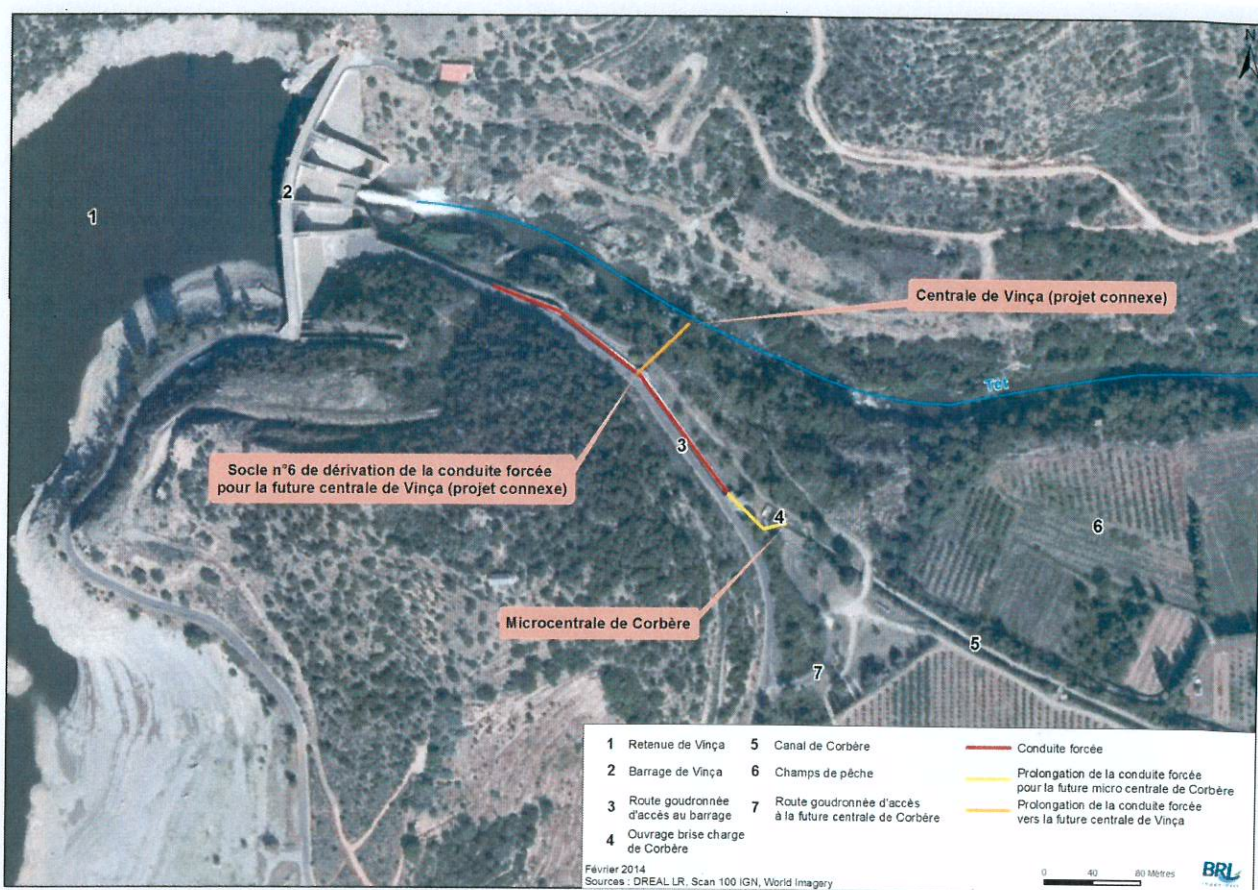 N
1
2
Centrale de Vinça (projet connexe)
Têt
3
Socle n°6 de dérivation de la conduite forcée
pour la future centrale de Vinça (projet connexe)
4
6
Microcentrale de Corbère
5
7
1 Retenue de Vinça
2 Barrage de Vinça
3 Route goudronnée
d'accès au barrage
4 Ouvrage brise charge
de Corbère
5 Canal de Corbère
6 Champs de pêche
7 Route goudronnée d'accès
à la future centrale de Corbère
Conduite forcée
Prolongation de la conduite forcée
pour la future micro centrale de Corbère
Prolongation de la conduite forcée
vers la future centrale de Vinça
Février 2014
Sources : DREAL LR, Scan 100 IGN, World Imagery
0 40 80 Mètres
BRL